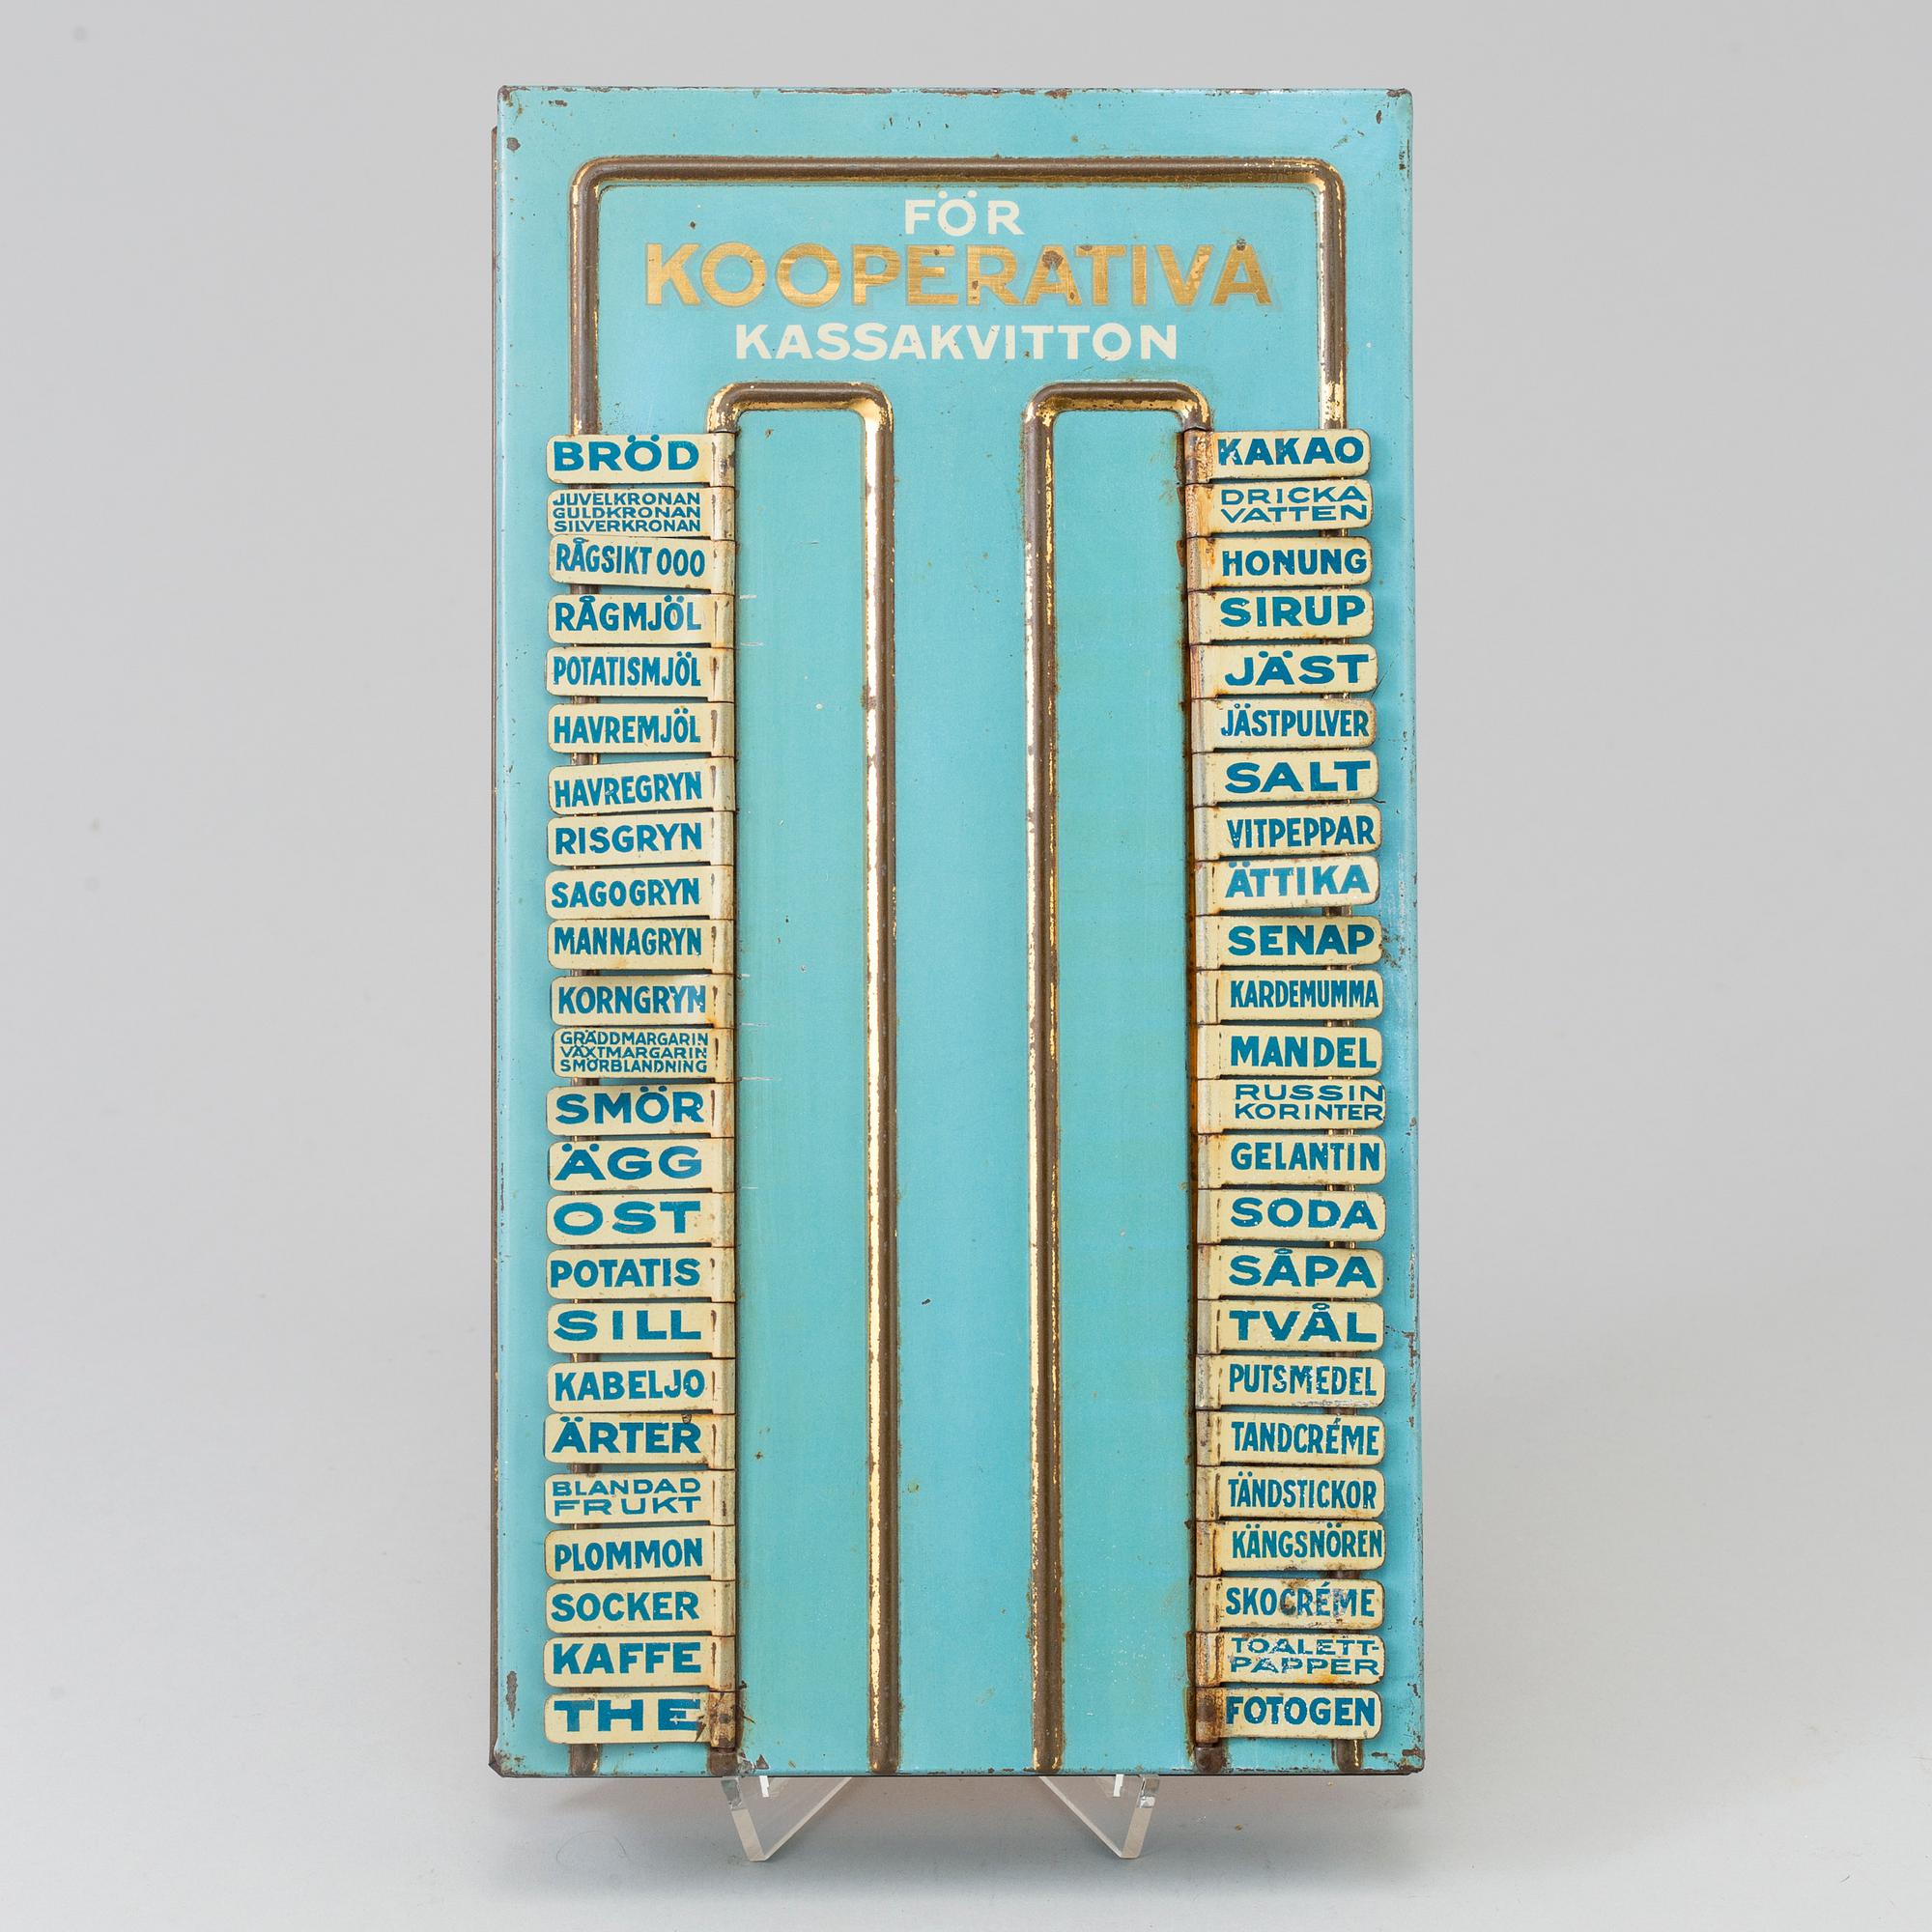 FÖR
KOOPERATIVA
KASSAKVITTON
BRÖD
JUVELKRONAN
GULDKRONAN
SILVERKRONAN
RÅGSIKT 000
RÅGMJÖL
POTATISMJÖL
HAVREMJÖL
HAVREGRYN
RISGRYN
SAGOGRYN
MANNAGRYN
KORNGRYN
GRÄDDMARGARIN
VÄXTMARGARIN
SMÖRBLANDNING
SMÖR
ÄGG
OST
POTATIS
SILL
KABELJO
ÄRTER
BLANDAD
FRUKT
PLOMMON
SOCKER
KAFFE
THE
KAKAO
DRICKA
VATTEN
HONUNG
SIRUP
JÄST
JÄSTPULVER
SALT
VITPEPPAR
ÄTTIKA
SENAP
KARDEMUMMA
MANDEL
RUSSIN
KORINTER
GELANTIN
SODA
SÅPA
TVÅL
PUTSMEDEL
TANDCRÉME
TÄNDSTICKOR
KÄNGSNÖREN
SKOCRÉME
TOALETT-
PAPPER
FOTOGEN